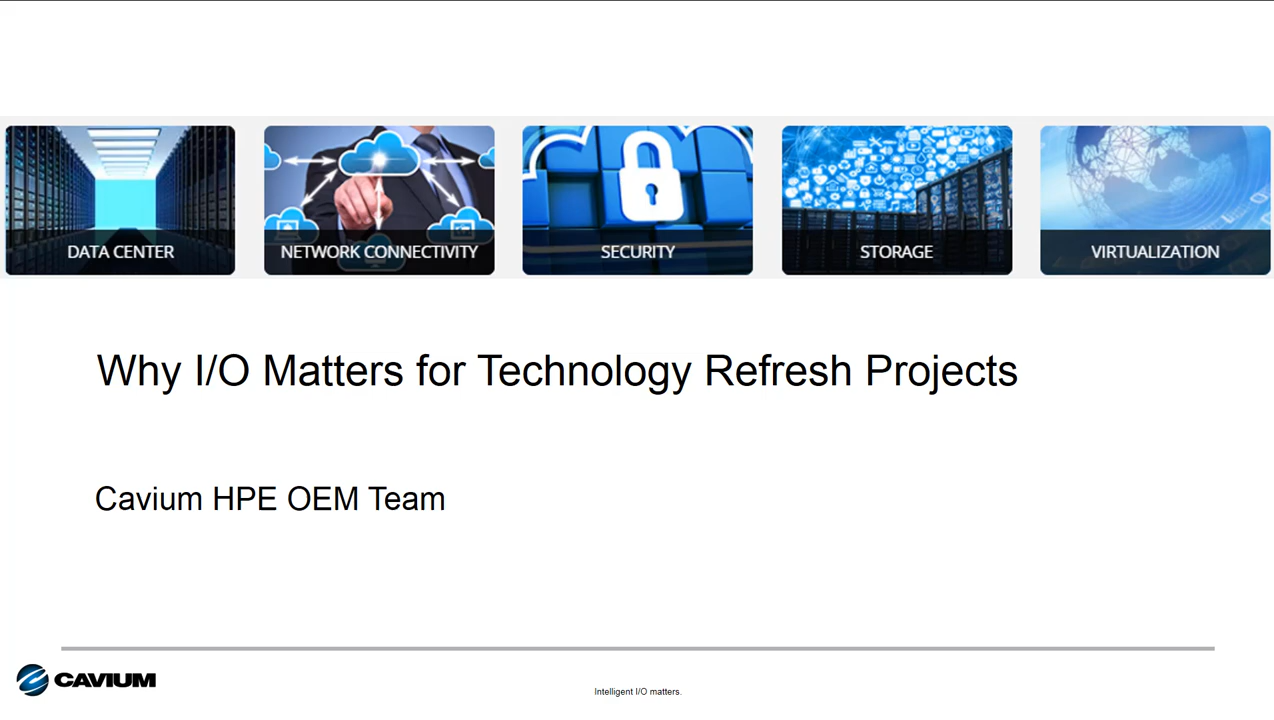 DATA CENTER
NETWORK CONNECTIVITY
SECURITY
STORAGE
VIRTUALIZATION
Why I/O Matters for Technology Refresh Projects
Cavium HPE OEM Team
CAVIUM
Intelligent I/O matters.